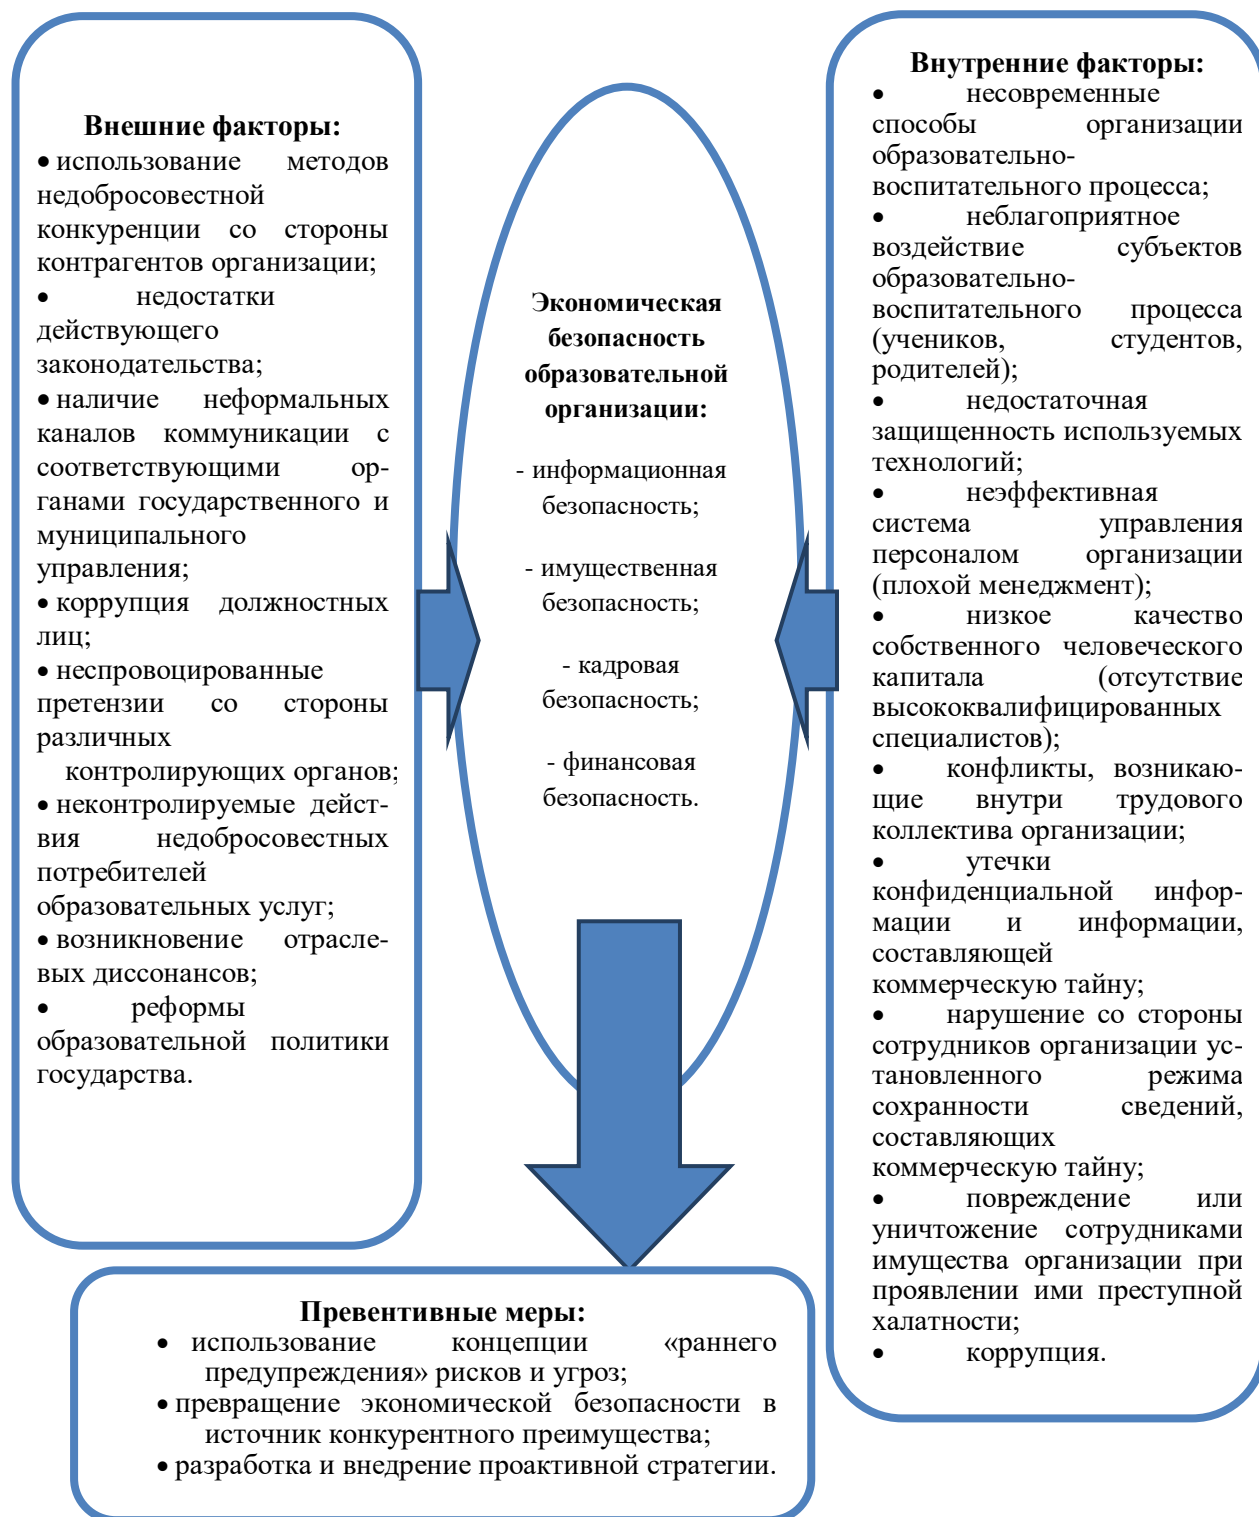 Внешние факторы:
• использование методов
недобросовестной
конкуренции со стороны
контрагентов организации;
• недостатки
действующего
законодательства;
• наличие неформальных
каналов коммуникации с
соответствующими ор-
ганами государственного и
муниципального
управления;
• коррупция должностных
лиц;
• неспровоцированные
претензии со стороны
различных
контролирующих органов;
• неконтролируемые дейст-
вия недобросовестных
потребителей
образовательных услуг;
• возникновение отрасле-
вых диссонансов;
• реформы
образовательной политики
государства.
Экономическая
безопасность
образовательной
организации:
- информационная
безопасность;
- имущественная
безопасность;
- кадровая
безопасность;
- финансовая
безопасность.
Внутренние факторы:
• несовременные
способы организации
образовательно-
воспитательного процесса;
• неблагоприятное
воздействие субъектов
образовательно-
воспитательного процесса
(учеников, студентов,
родителей);
• недостаточная
защищенность используемых
технологий;
• неэффективная
система управления
персоналом организации
(плохой менеджмент);
• низкое качество
собственного человеческого
капитала (отсутствие
высококвалифицированных
специалистов);
• конфликты, возникаю-
щие внутри трудового
коллектива организации;
• утечки
конфиденциальной инфор-
мации и информации,
составляющей
коммерческую тайну;
• нарушение со стороны
сотрудников организации ус-
тановленного режима
сохранности сведений,
составляющих
коммерческую тайну;
• повреждение или
уничтожение сотрудниками
имущества организации при
проявлении ими преступной
халатности;
• коррупция.
Превентивные меры:
• использование концепции «раннего
предупреждения» рисков и угроз;
• превращение экономической безопасности в
источник конкурентного преимущества;
• разработка и внедрение проактивной стратегии.